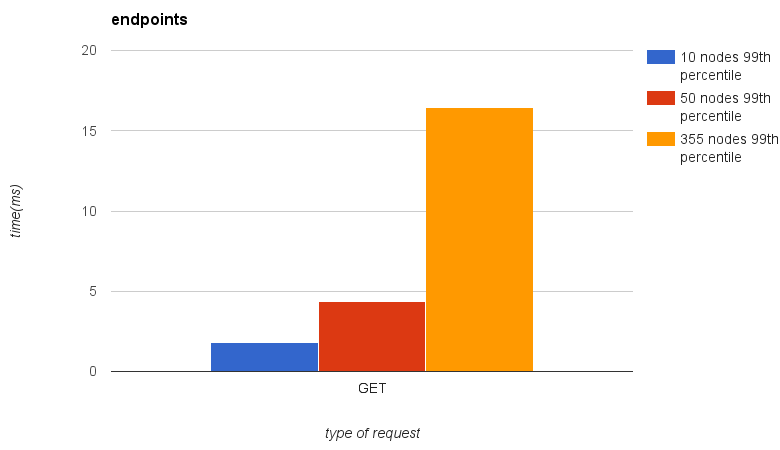 endpoints
20
15
10
5
0
time(ms)
GET
type of request
10 nodes 99th
percentile
50 nodes 99th
percentile
355 nodes 99th
percentile